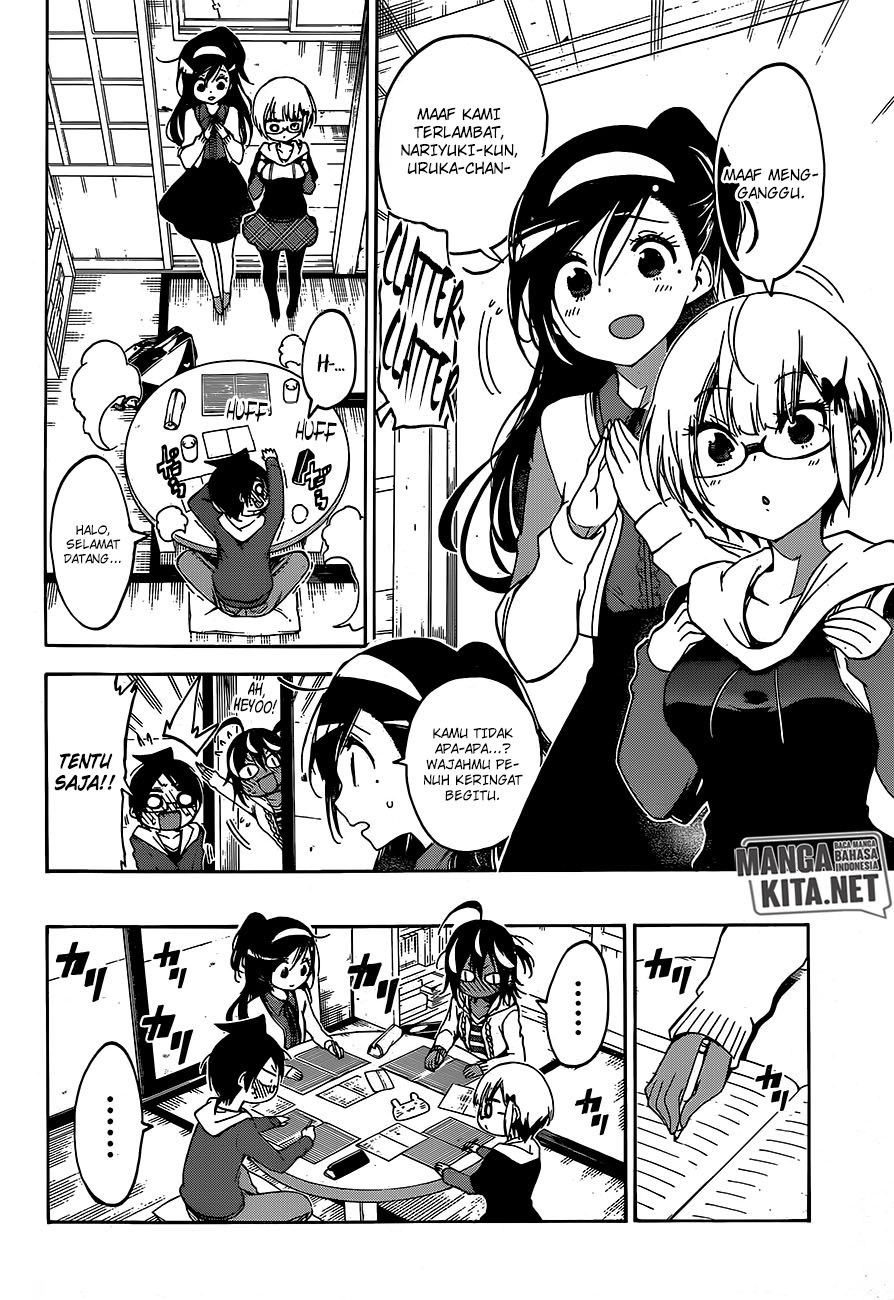 MAAF MENG-
GANGGU.
MAAF KAMI
TERLAMBAT,
NARIYUKI-KUN,
URUKA-CHAN-
CLATTER
CLATTER
H-...
HUFF
HUFF
HALO,
SELAMAT
DATANG...
KAMU TIDAK
APA-APA...?
WAJAHMU PE-
NUH KERINGAT
BEGITU.
AH,
HEYOO!
TENTU
SAJA!!
MANGA
KITA.NET
BACA MANGA
BAHASA
INDONESIA
カリ
カリ
......
カリ
カリ
カリ
.......